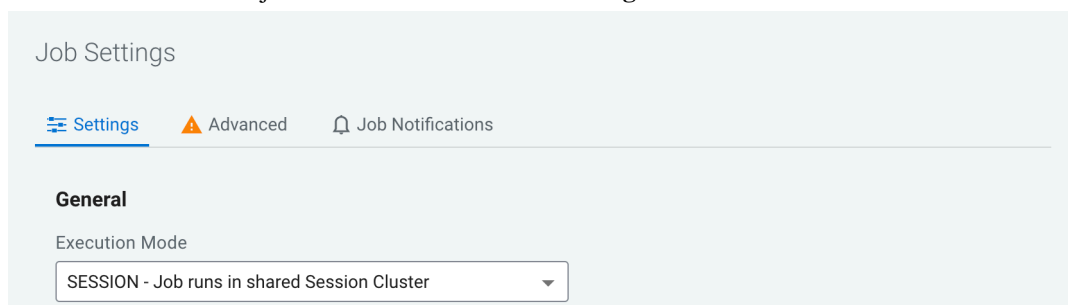 Job Settings
Settings Advanced Job Notifications
General
Execution Mode
SESSION - Job runs in shared Session Cluster